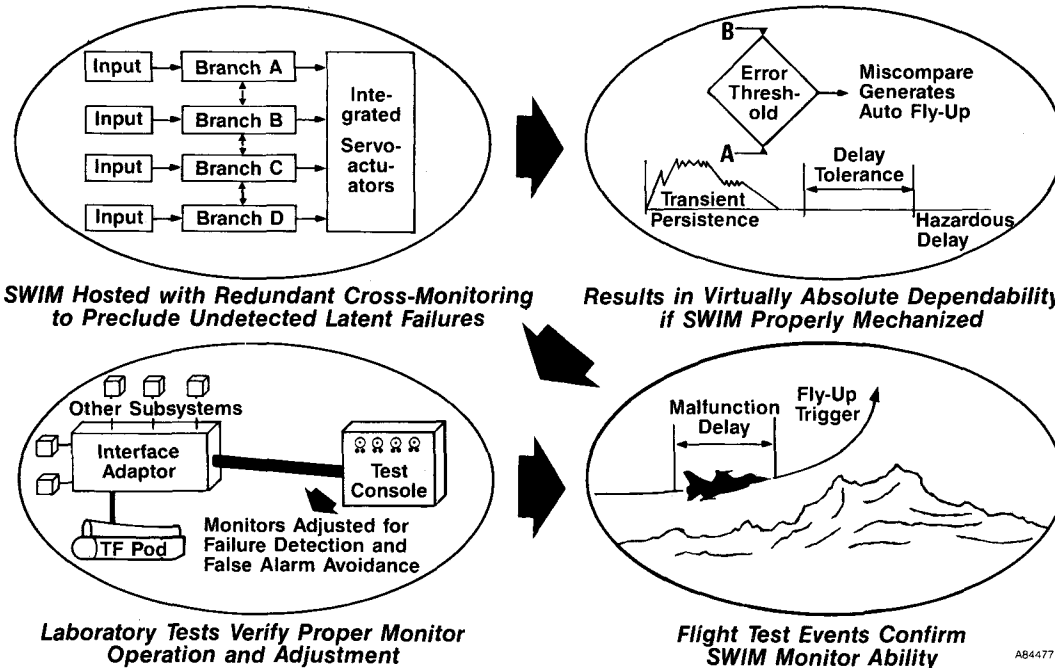 Input
Branch A
Input
Branch B
Input
Branch C
Input
Branch D
Inte-
grated
Servo-
actu-
ators
SWIM Hosted with Redundant Cross-Monitoring
to Preclude Undetected Latent Failures
B
Error
Thresh-
old
A
Miscompare
Generates
Auto Fly-Up
Transient
Persistence
Delay
Tolerance
Hazardous
Delay
Results in Virtually Absolute Dependability
if SWIM Properly Mechanized
Other Subsystems
Interface
Adaptor
TF Pod
Test
Console
Monitors Adjusted for
Failure Detection and
False Alarm Avoidance
Laboratory Tests Verify Proper Monitor
Operation and Adjustment
Malfunction
Delay
Fly-Up
Trigger
Flight Test Events Confirm
SWIM Monitor Ability
A84477